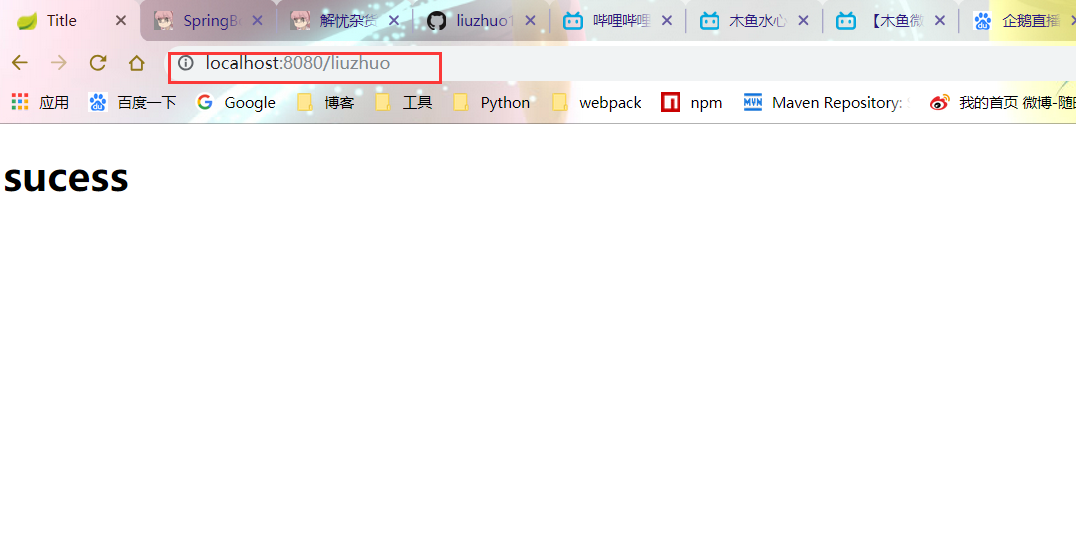 Title SpringB 解忧杂货 liuzhuo1 哔哩哔哩 木鱼水心 【木鱼微 企鹅直播
localhost:8080/liuzhuo
应用 百度一下 Google 博客 工具 Python webpack npm Maven Repository: 我的首页 微博-随时
sucess